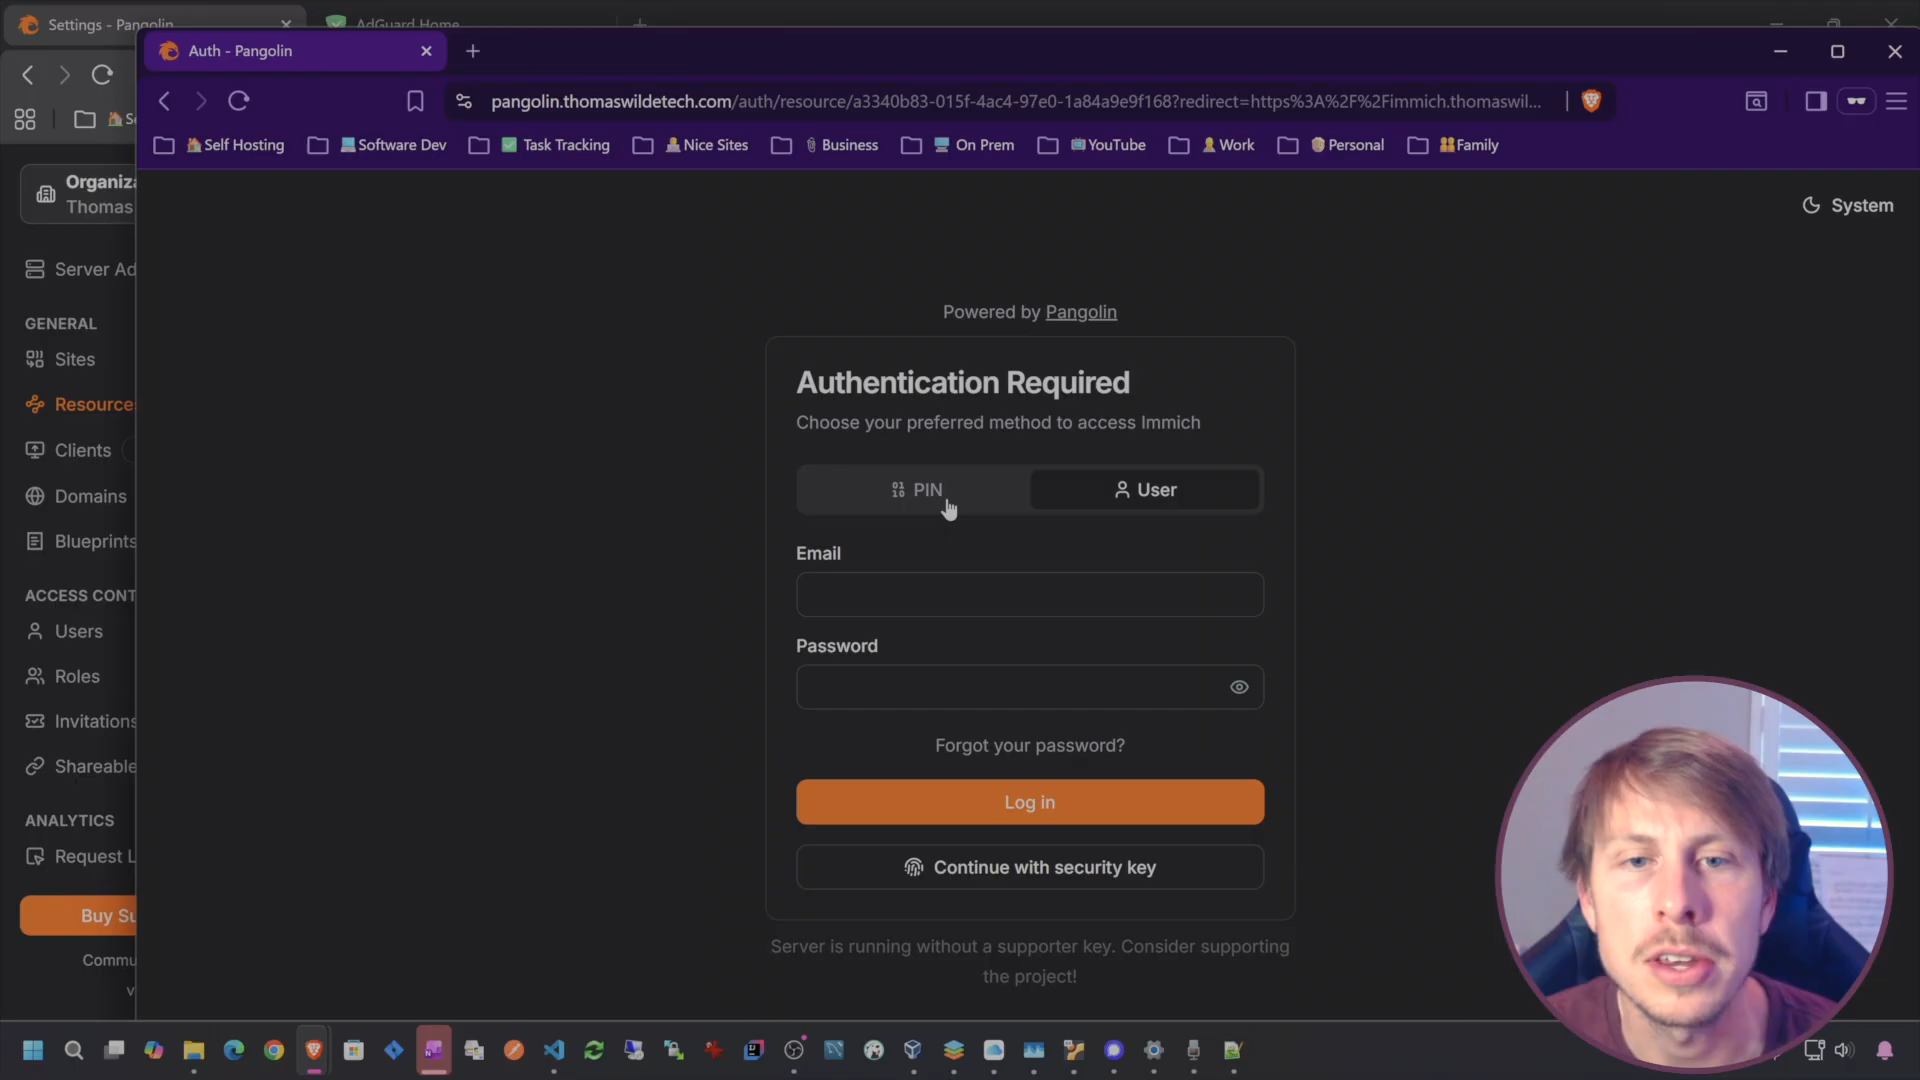 Settings - Pangolin
AdGuard Home
Auth - Pangolin
pangolin.thomaswildetech.com/auth/resource/a3340b83-015f-4ac4-97e0-1a84a9e9f168?redirect=https%3A%2F%2Fimmich.thomaswil...
Self Hosting
Software Dev
Task Tracking
Nice Sites
Business
On Prem
YouTube
Work
Personal
Family
Organiza
Thomas
System
Server Ad
GENERAL
Sites
Resource
Clients
Domains
Blueprints
ACCESS CONT
Users
Roles
Invitations
Shareable
ANALYTICS
Request L
Buy Su
Commu
v
Powered by Pangolin
Authentication Required
Choose your preferred method to access Immich
PIN
User
Email
Password
Forgot your password?
Log in
Continue with security key
Server is running without a supporter key. Consider supporting
the project!